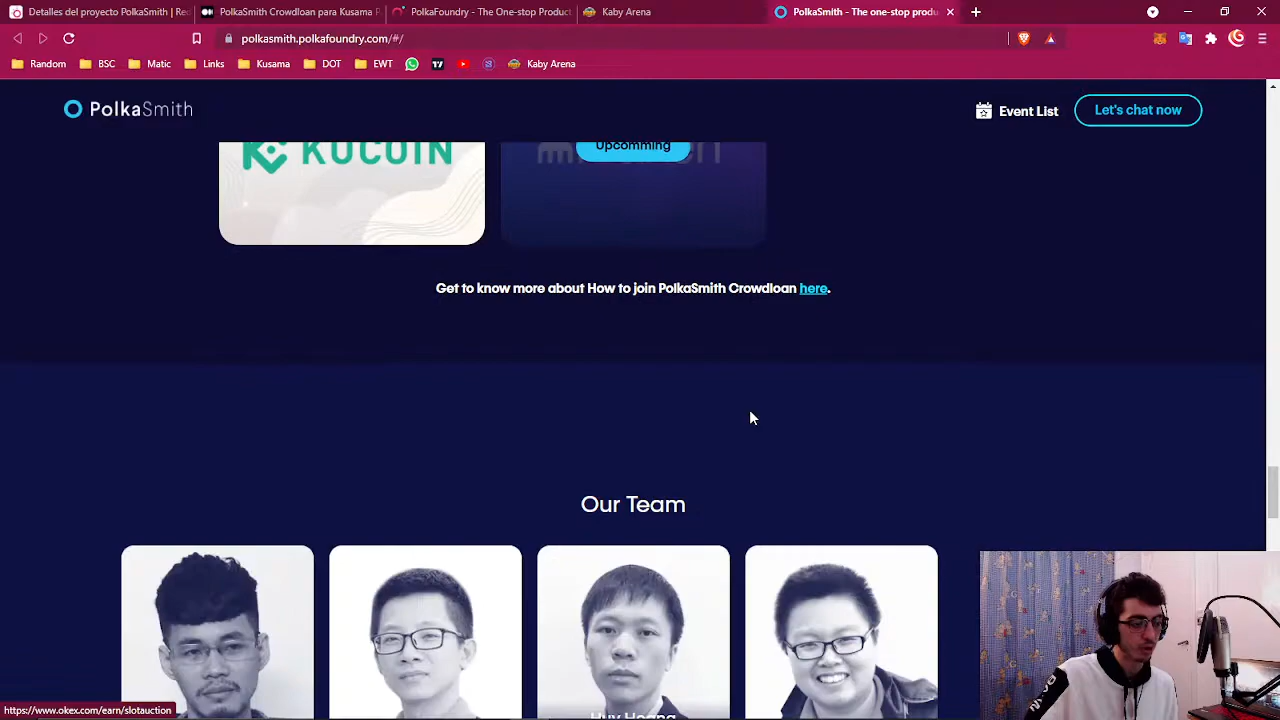 Detalles del proyecto PolkaSmith | Re
PolkaSmith Crowdloan para Kusama
PolkaFoundry - The One-stop Product
Kaby Arena
PolkaSmith - The one-stop produ
polkasmith.polkafoundry.com/#/
Random
BSC
Matic
Links
Kusama
DOT
EWT
Kaby Arena
PolkaSmith
Event List
Let's chat now
KUCOIN
Upcomming
Get to know more about How to join PolkaSmith Crowdloan here.
Our Team
Huy Hoang
https://www.okex.com/earn/slotauction